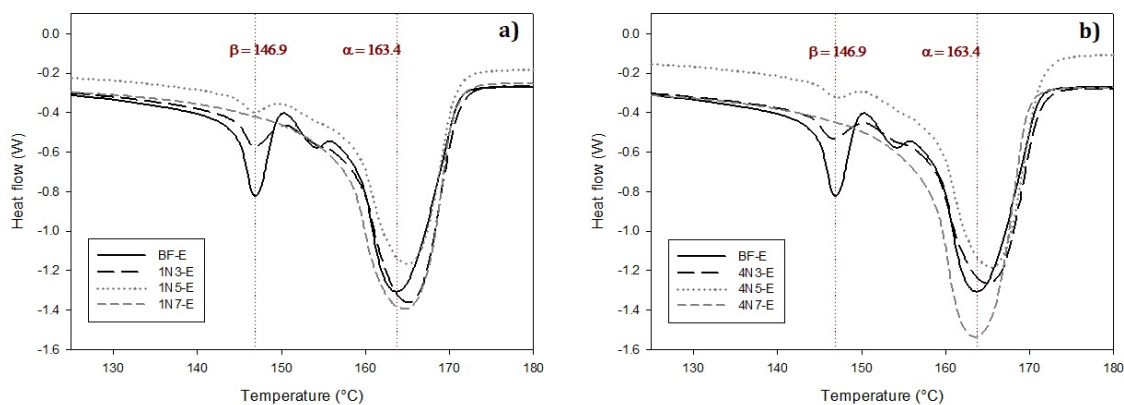 a)
β = 146.9 α = 163.4
0.0
-0.2
-0.4
-0.6
-0.8
-1.0
-1.2
-1.4
-1.6
Heat flow (W)
BF-E
1N3-E
1N5-E
1N7-E
130 140 150 160 170 180
Temperature (°C)
b)
β = 146.9 α = 163.4
0.0
-0.2
-0.4
-0.6
-0.8
-1.0
-1.2
-1.4
-1.6
Heat flow (W)
BF-E
4N3-E
4N5-E
4N7-E
130 140 150 160 170 180
Temperature (°C)